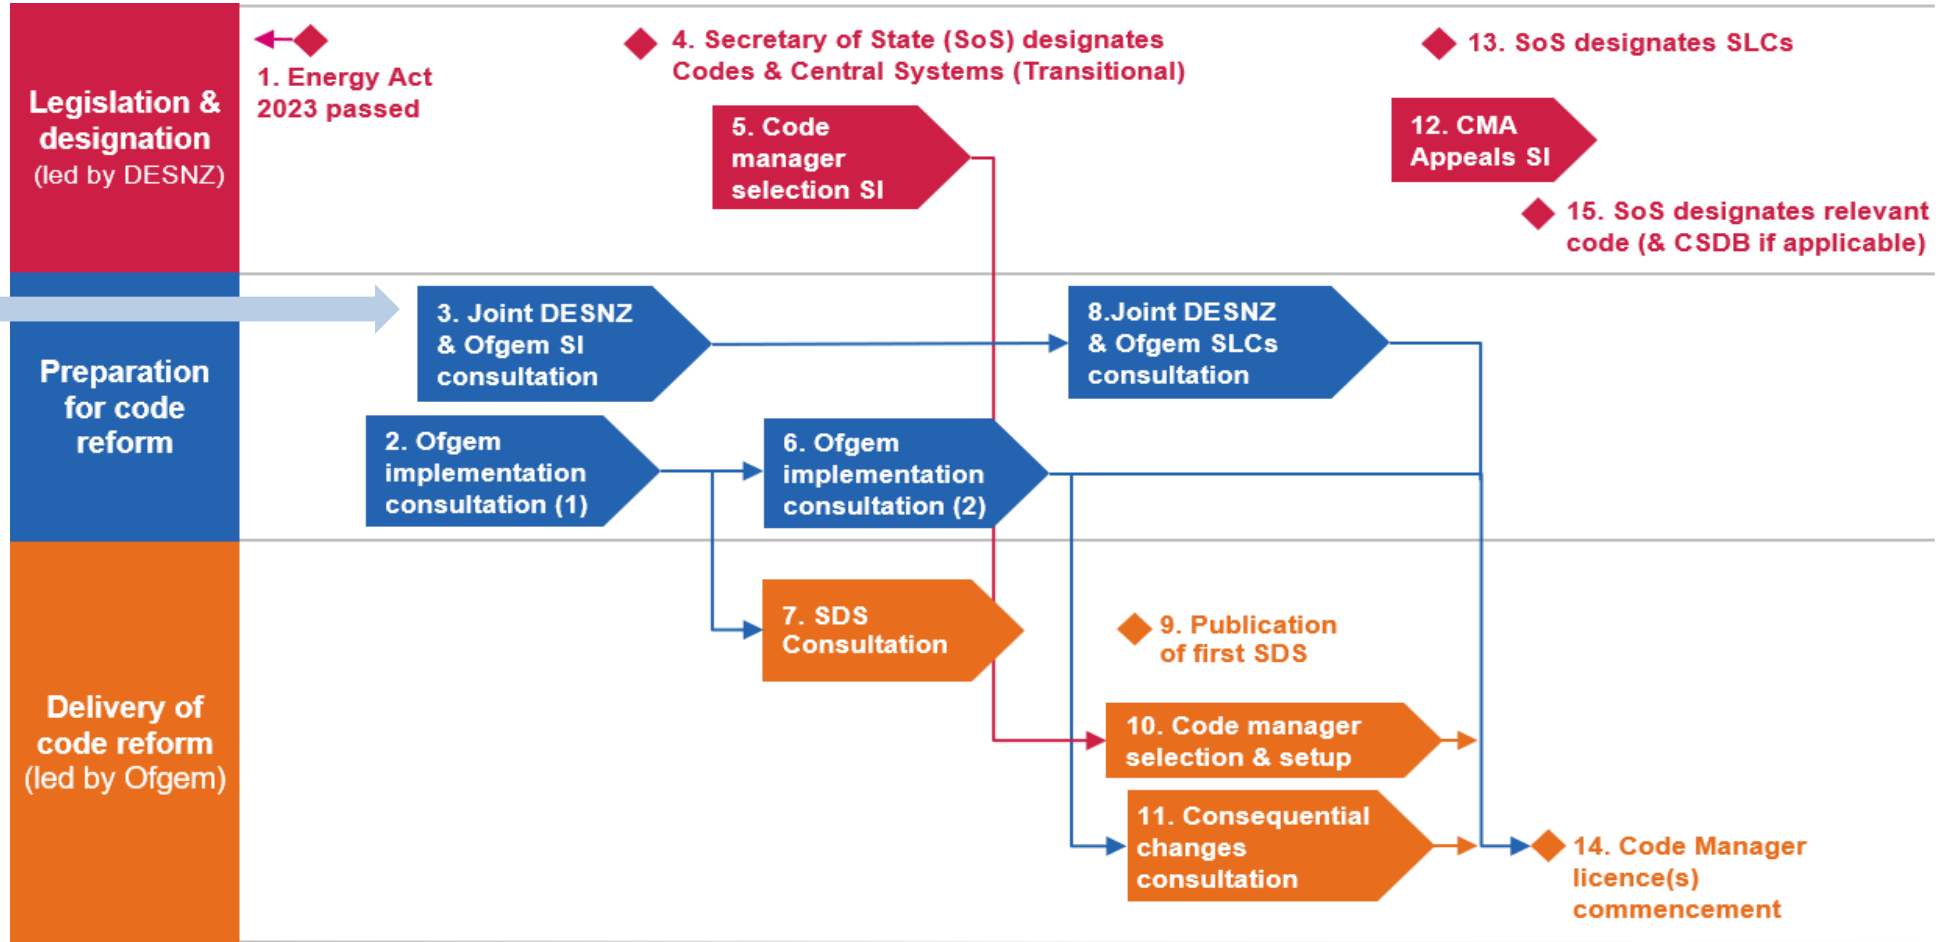 Legislation &
designation
(led by DESNZ)
1. Energy Act
2023 passed
4. Secretary of State (SoS) designates
Codes & Central Systems (Transitional)
5. Code
manager
selection SI
13. SoS designates SLCs
12. CMA
Appeals SI
15. SoS designates relevant
code (& CSDB if applicable)
Preparation
for code
reform
3. Joint DESNZ
& Ofgem SI
consultation
8.Joint DESNZ
& Ofgem SLCs
consultation
2. Ofgem
implementation
consultation (1)
6. Ofgem
implementation
consultation (2)
Delivery of
code reform
(led by Ofgem)
7. SDS
Consultation
9. Publication
of first SDS
10. Code manager
selection & setup
11. Consequential
changes
consultation
14. Code Manager
licence(s)
commencement